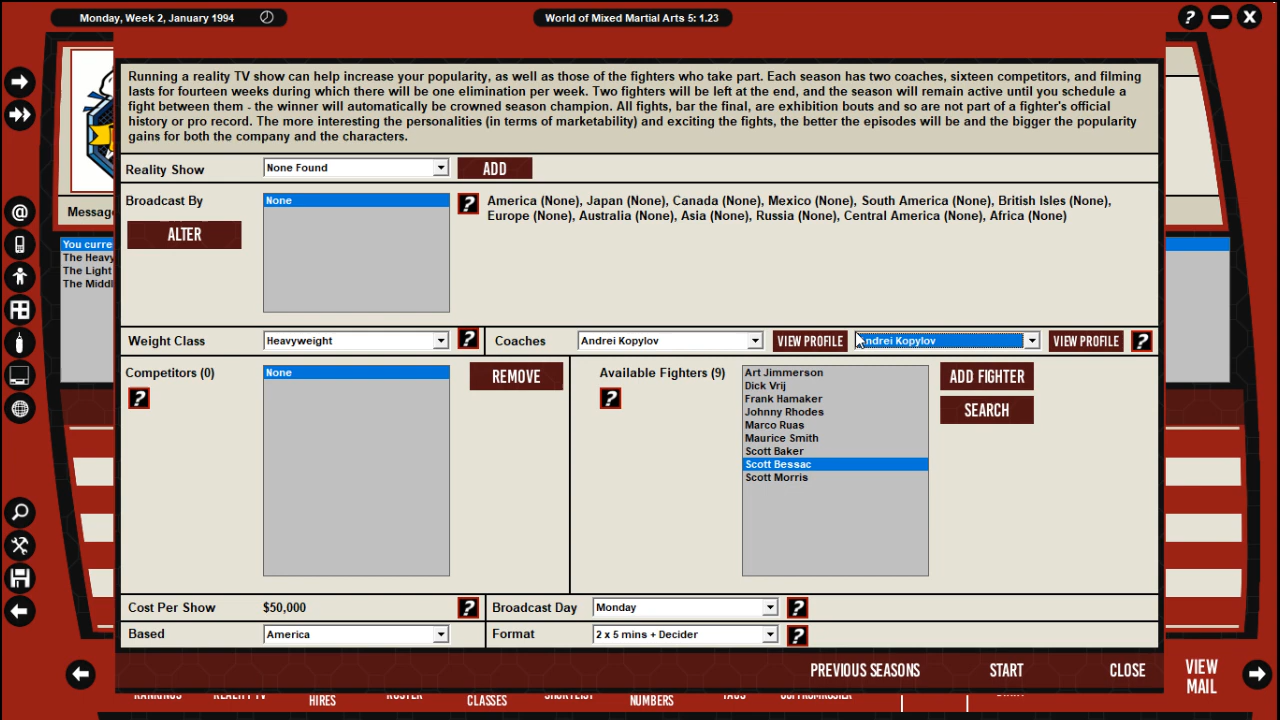 Monday, Week 2, January 1994
World of Mixed Martial Arts 5: 1.23
?
Running a reality TV show can help increase your popularity, as well as those of the fighters who take part. Each season has two coaches, sixteen competitors, and filming
lasts for fourteen weeks during which there will be one elimination per week. Two fighters will be left at the end, and the season will remain active until you schedule a
fight between them - the winner will automatically be crowned season champion. All fights, bar the final, are exhibition bouts and so are not part of a fighter's official
history or pro record. The more interesting the personalities (in terms of marketability) and exciting the fights, the better the episodes will be and the bigger the popularity
gains for both the company and the characters.
Reality Show
None Found
ADD
Broadcast By
ALTER
None
?
America (None), Japan (None), Canada (None), Mexico (None), South America (None), British Isles (None),
Europe (None), Australia (None), Asia (None), Russia (None), Central America (None), Africa (None)
Messag
You curre
The Heavy
The Light
The Middl
Weight Class
Heavyweight
?
Coaches
Andrei Kopylov
VIEW PROFILE
ndrei Kopylov
VIEW PROFILE
?
Competitors (0)
?
None
REMOVE
Available Fighters (9)
?
Art Jimmerson
Dick Vrij
Frank Hamaker
Johnny Rhodes
Marco Ruas
Maurice Smith
Scott Baker
Scott Bessac
Scott Morris
ADD FIGHTER
SEARCH
Cost Per Show
$50,000
?
Broadcast Day
Monday
?
Based
America
Format
2 x 5 mins + Decider
?
PREVIOUS SEASONS
START
CLOSE
VIEW
MAIL
HIRES
CLASSES
NUMBERS